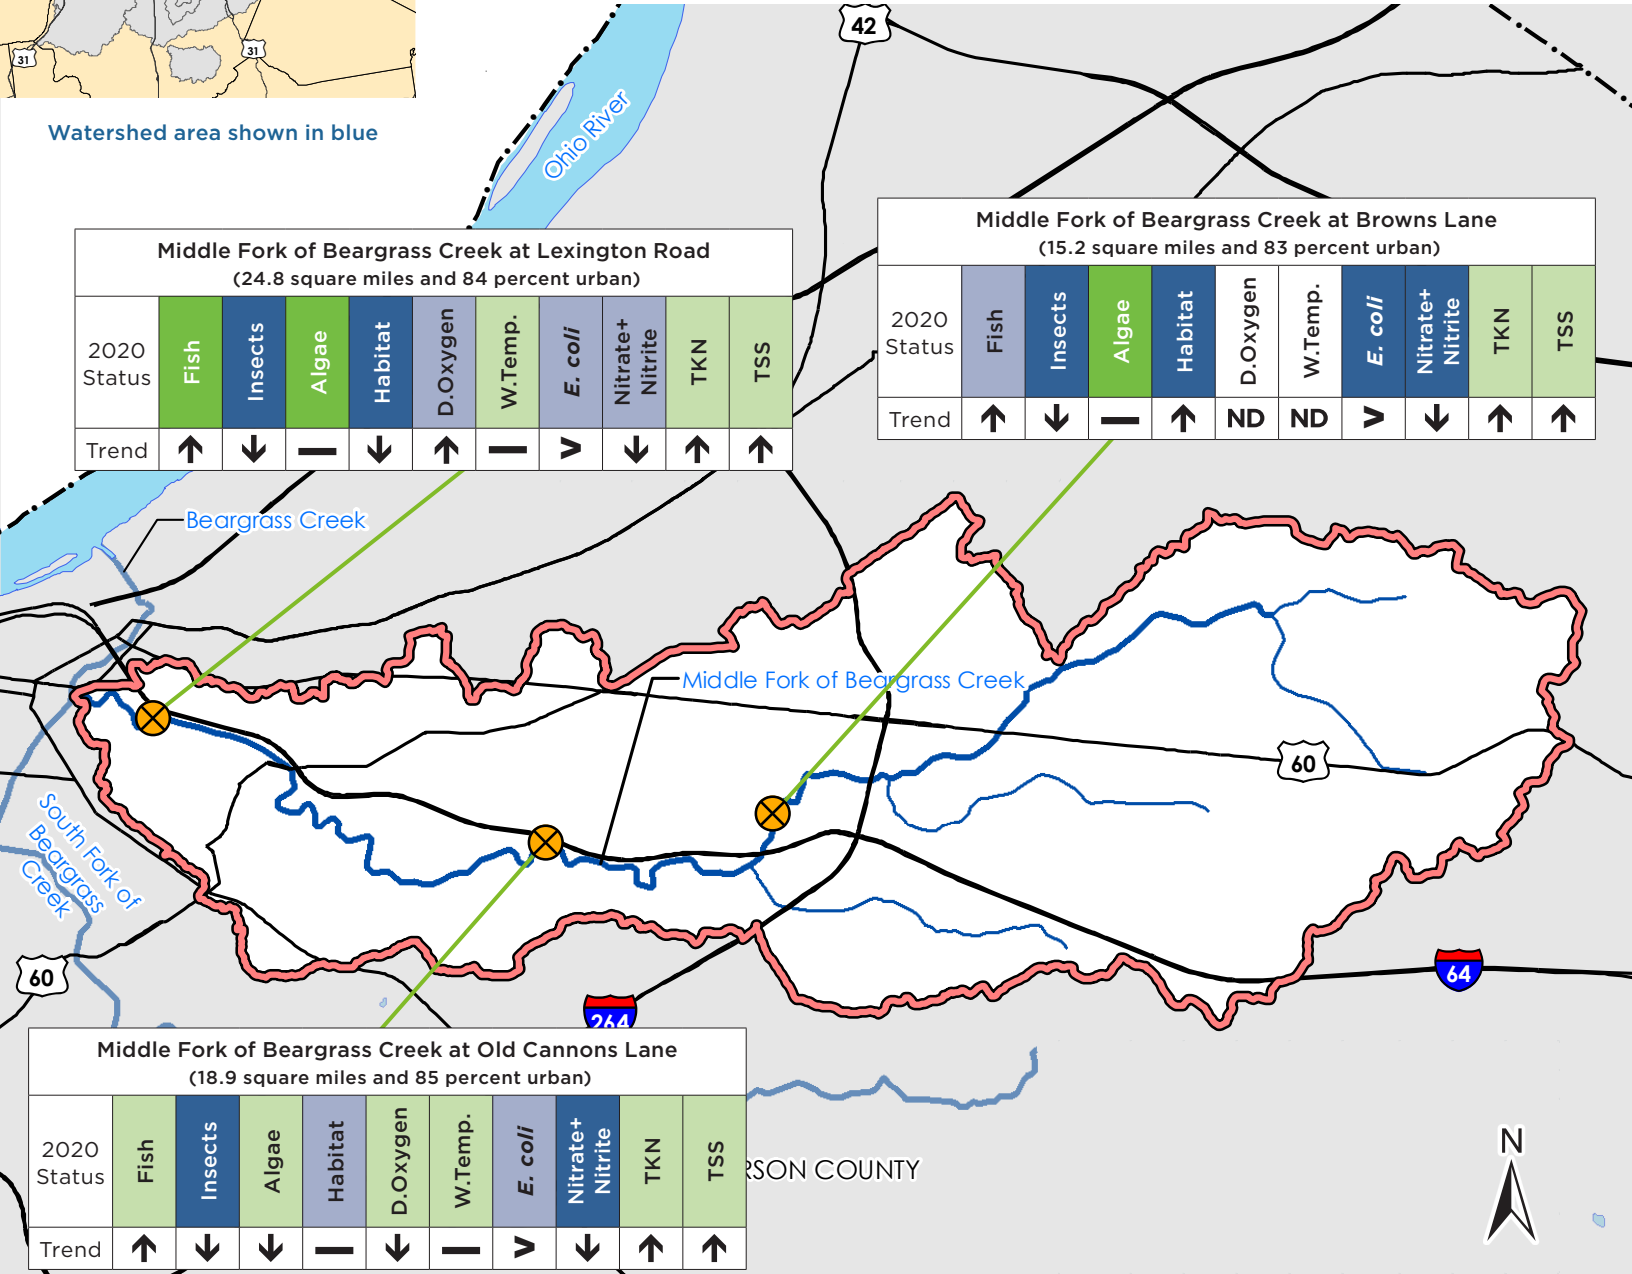 31
31
Watershed area shown in blue
42
Ohio River
Middle Fork of Beargrass Creek at Lexington Road
(24.8 square miles and 84 percent urban)
2020 Status
Fish
Insects
Algae
Habitat
D.Oxygen
W.Temp.
E. coli
Nitrate+ Nitrite
TKN
TSS
Trend
>
Middle Fork of Beargrass Creek at Browns Lane
(15.2 square miles and 83 percent urban)
2020 Status
Fish
Insects
Algae
Habitat
D.Oxygen
W.Temp.
E. coli
Nitrate+ Nitrite
TKN
TSS
Trend
ND
ND
>
Beargrass Creek
Middle Fork of Beargrass Creek
60
South Fork of
Beargrass
Creek
60
264
64
Middle Fork of Beargrass Creek at Old Cannons Lane
(18.9 square miles and 85 percent urban)
2020 Status
Fish
Insects
Algae
Habitat
D.Oxygen
W.Temp.
E. coli
Nitrate+ Nitrite
TKN
TSS
Trend
>
RSON COUNTY
N